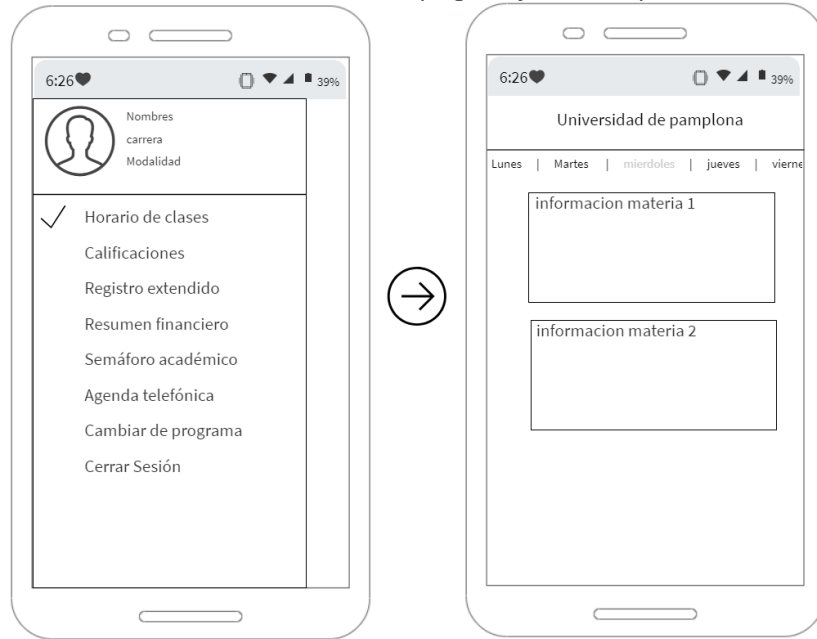 6:26
39%
Nombres
carrera
Modalidad
Horario de clases
Calificaciones
Registro extendido
Resumen financiero
Semáforo académico
Agenda telefónica
Cambiar de programa
Cerrar Sesión
6:26
39%
Universidad de pamplona
Lunes | Martes | mierdoles | jueves | vierne
informacion materia 1
informacion materia 2